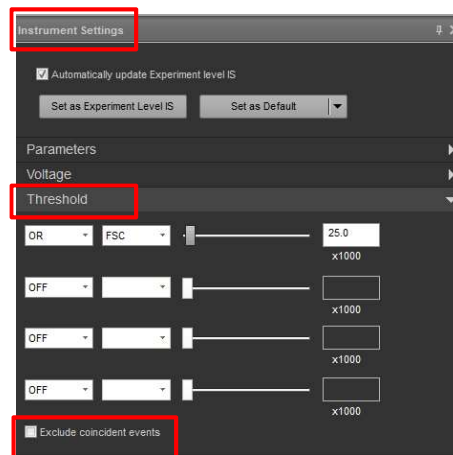 Instrument Settings
Automatically update Experiment level IS
Set as Experiment Level IS Set as Default
Parameters
Voltage
Threshold
OR FSC 25.0
x1000
OFF
x1000
OFF
x1000
OFF
x1000
Exclude coincident events